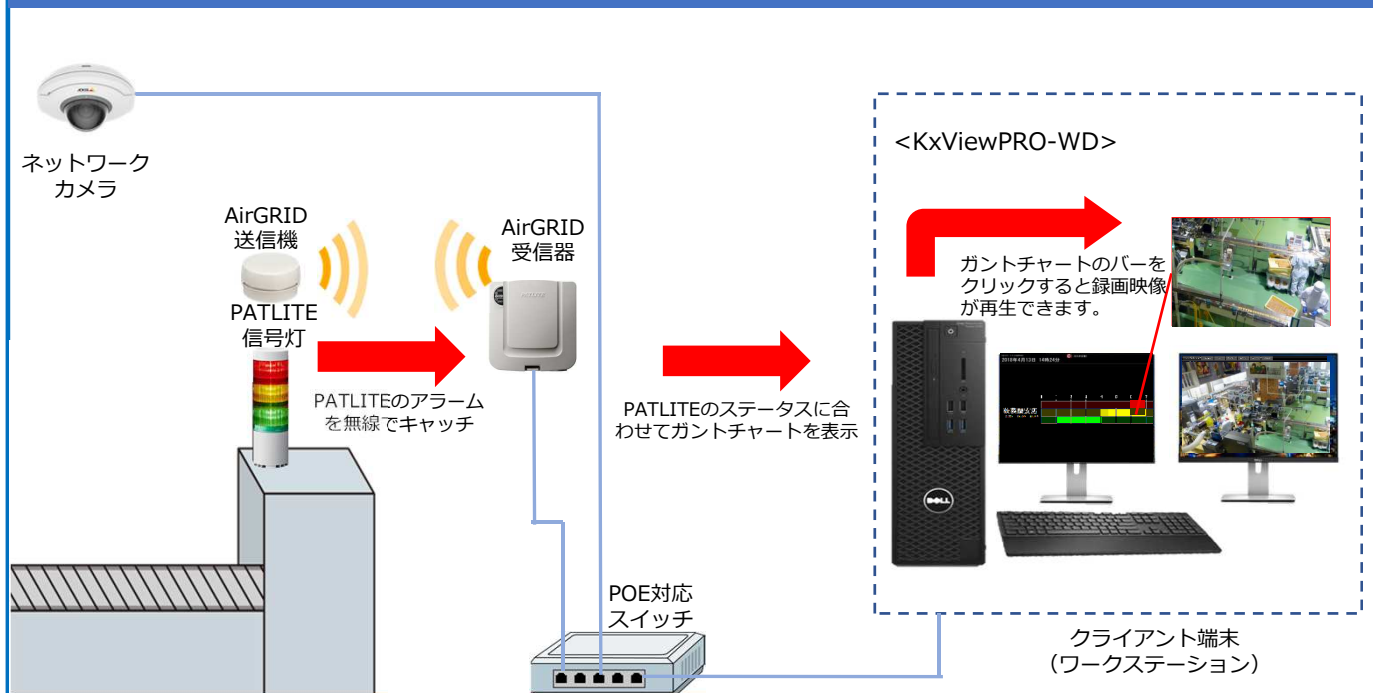 ネットワーク
カメラ
AirGRID
送信機
PATLITE
信号灯
AirGRID
受信器
PATLITE
PATLITEのアラーム
を無線でキャッチ
PATLITEのステータスに合
わせてガントチャートを表示
POE対応
スイッチ
<KxViewPRO-WD>
ガントチャートのバーを
クリックすると録画映像
が再生できます。
DELL
クライアント端末
（ワークステーション）